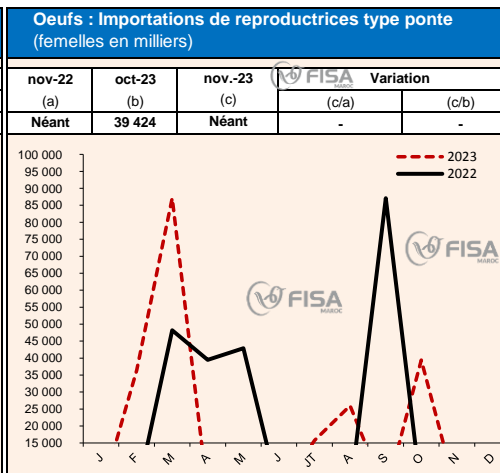 Oeufs : Importations de reproductrices type ponte
(femelles en milliers)
nov-22 oct-23 nov.-23 FISA Variation
(a) (b) (c) (c/a) (c/b)
Néant 39 424 Néant - -
100 000
95 000
90 000
85 000
80 000
75 000
70 000
65 000
60 000
55 000
50 000
45 000
40 000
35 000
30 000
25 000
20 000
15 000
2023
2022
FISA
MAROC
FISA
MAROC
J F M A M J JT A S O N D